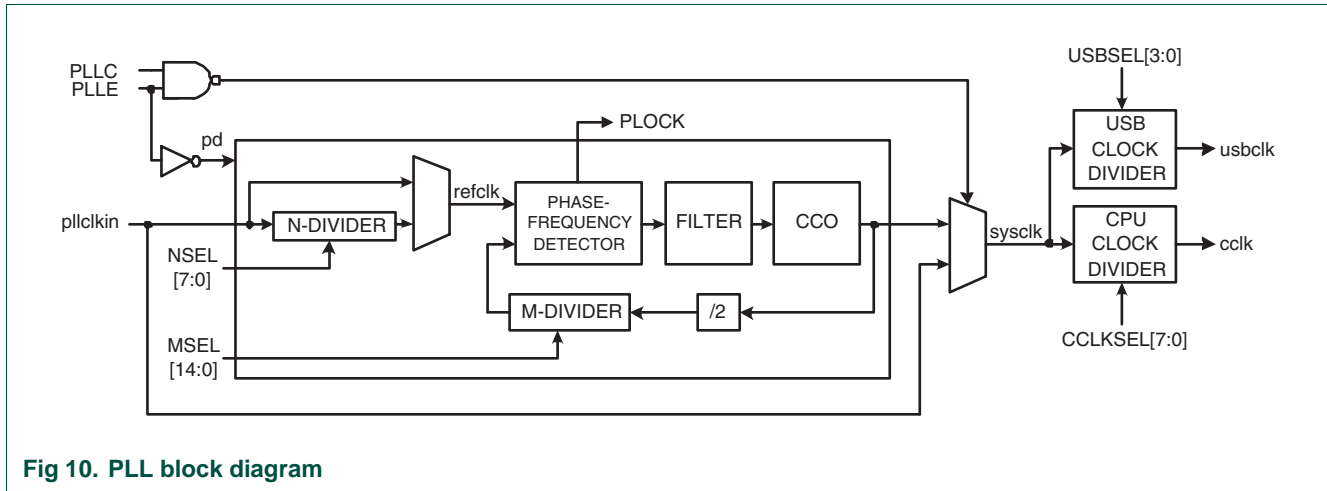 PLLC
PLLE
pd
PLOCK
USBSEL[3:0]
USB
CLOCK
DIVIDER
usbclk
pllclkin
N-DIVIDER
refclk
PHASE-
FREQUENCY
DETECTOR
FILTER
CCO
sysclk
CPU
CLOCK
DIVIDER
cclk
NSEL
[7:0]
M-DIVIDER
/2
MSEL
[14:0]
CCLKSEL[7:0]
Fig 10. PLL block diagram